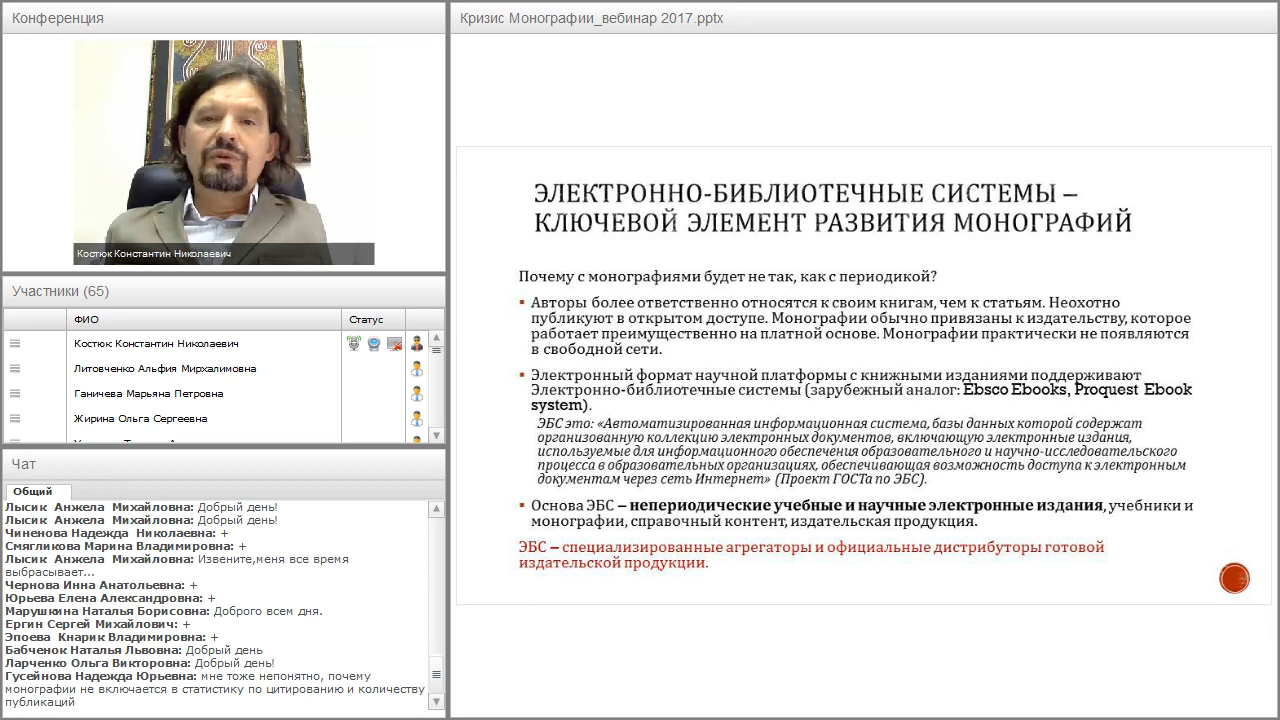 Конференция
Костюк Константин Николаевич
Участники (65)
ФИО
Статус
Костюк Константин Николаевич
Литовченко Альфия Мирхалимовна
Ганичева Марьяна Петровна
Жирина Ольга Сергеевна
Чат
Общий
Лысик Анжела Михайловна: Добрый день!
Лысик Анжела Михайловна: Добрый день!
Чиненова Надежда Николаевна: +
Смягликова Марина Владимировна: +
Лысик Анжела Михайловна: Извените,меня все время
выбрасывает...
Чернова Инна Анатольевна: +
Юрьева Елена Александровна: +
Марушкина Наталья Борисовна: Доброго всем дня.
Ергин Сергей Михайлович: +
Эпоева Кнарик Владимировна: +
Бабченок Наталья Львовна: Добрый день
Ларченко Ольга Викторовна: Добрый день!
Гусейнова Надежда Юрьевна: мне тоже непонятно, почему
монографии не включается в статистику по цитированию и количеству
публикаций
Кризис Монографии_вебинар 2017.pptx
ЭЛЕКТРОННО-БИБЛИОТЕЧНЫЕ СИСТЕМЫ –
КЛЮЧЕВОЙ ЭЛЕМЕНТ РАЗВИТИЯ МОНОГРАФИЙ
Почему с монографиями будет не так, как с периодикой?
▪ Авторы более ответственно относятся к своим книгам, чем к статьям. Неохотно
публикуют в открытом доступе. Монографии обычно привязаны к издательству, которое
работает преимущественно на платной основе. Монографии практически не появляются
в свободной сети.
▪ Электронный формат научной платформы с книжными изданиями поддерживают
Электронно-библиотечные системы (зарубежный аналог: Ebsco Ebooks, Proquest Ebook
system).
ЭБС это: «Автоматизированная информационная система, базы данных которой содержат
организованную коллекцию электронных документов, включающую электронные издания,
используемые для информационного обеспечения образовательного и научно-исследовательского
процесса в образовательных организациях, обеспечивающая возможность доступа к электронным
документам через сеть Интернет» (Проект ГОСТа по ЭБС).
▪ Основа ЭБС – непериодические учебные и научные электронные издания, учебники и
монографии, справочный контент, издательская продукция.
ЭБС – специализированные агрегаторы и официальные дистрибуторы готовой
издательской продукции.